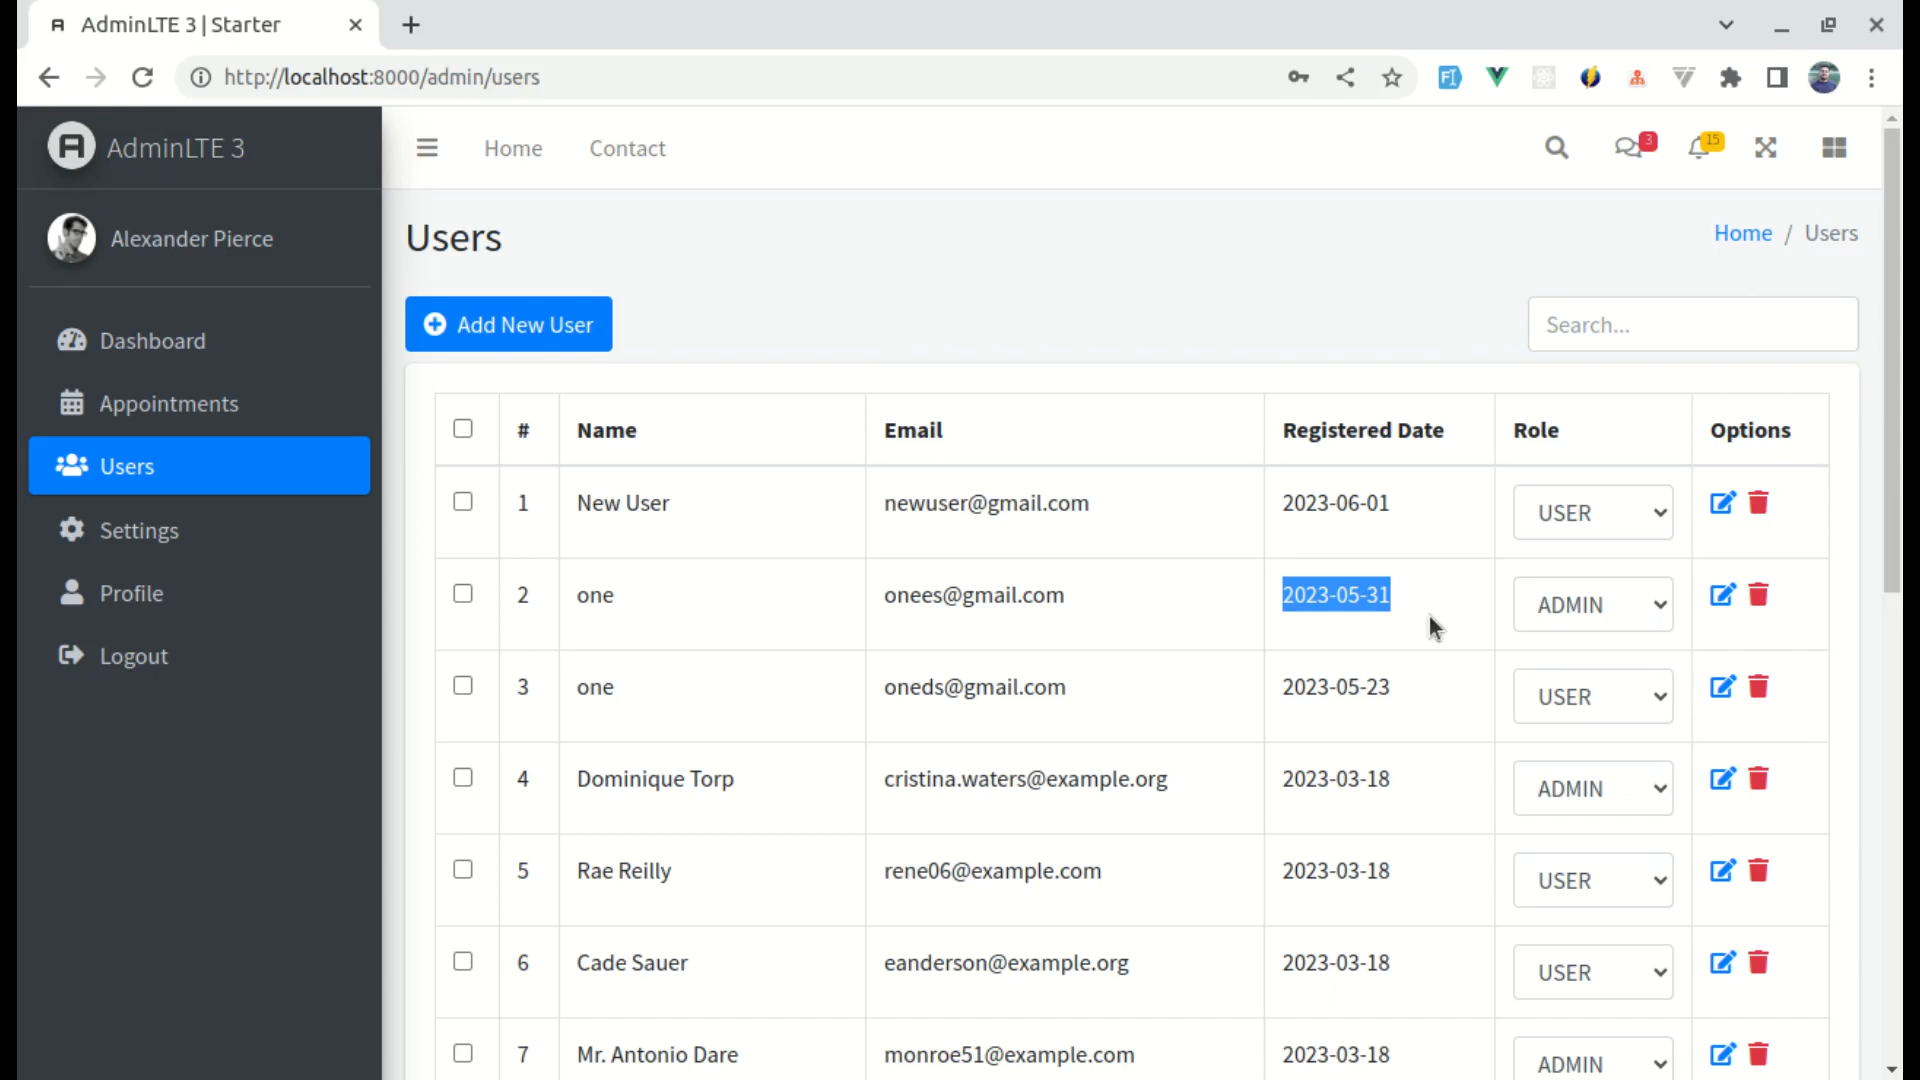 AdminLTE 3 | Starter
http://localhost:8000/admin/users
AdminLTE 3
Home Contact
3 15
Alexander Pierce
Users
Home / Users
Dashboard
Appointments
Users
Settings
Profile
Logout
Add New User
Search...
# Name Email Registered Date Role Options
1 New User newuser@gmail.com 2023-06-01 USER
2 one onees@gmail.com 2023-05-31 ADMIN
3 one oneds@gmail.com 2023-05-23 USER
4 Dominique Torp cristina.waters@example.org 2023-03-18 ADMIN
5 Rae Reilly rene06@example.com 2023-03-18 USER
6 Cade Sauer eanderson@example.org 2023-03-18 USER
7 Mr. Antonio Dare monroe51@example.com 2023-03-18 ADMIN